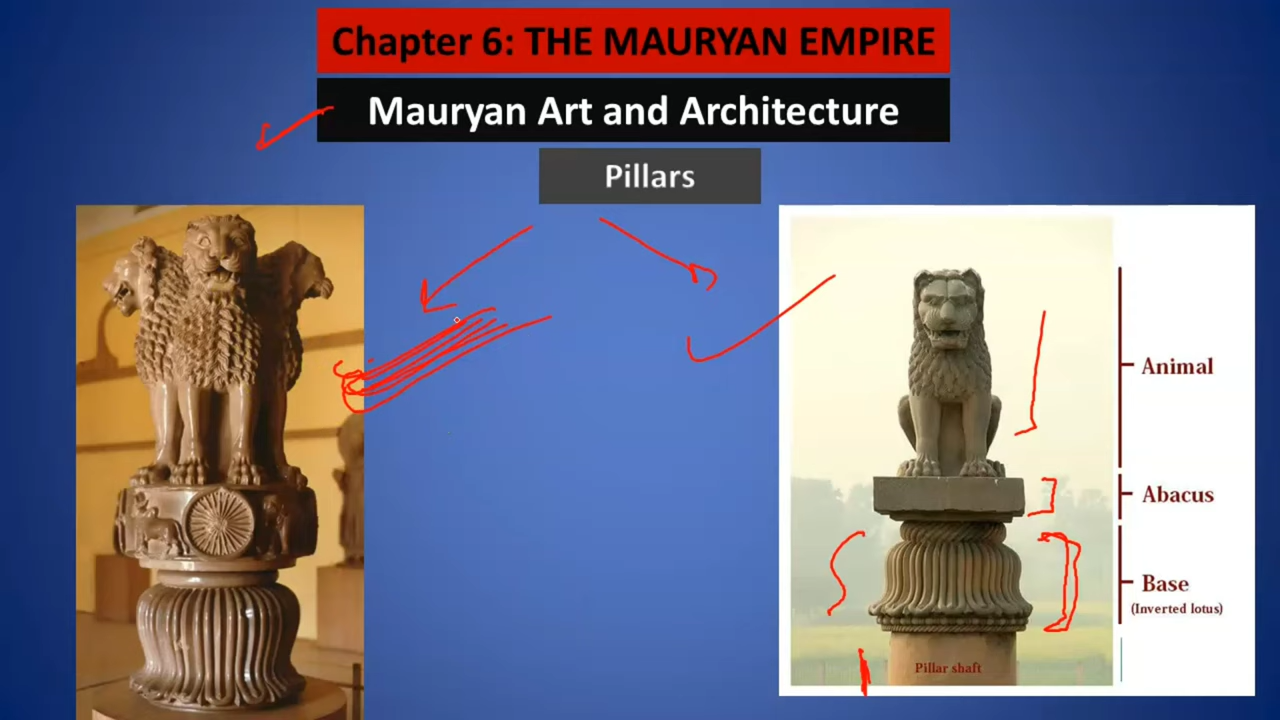 Chapter 6: THE MAURYAN EMPIRE
Mauryan Art and Architecture
Pillars
Animal
Abacus
Base
(Inverted lotus)
Pillar shaft